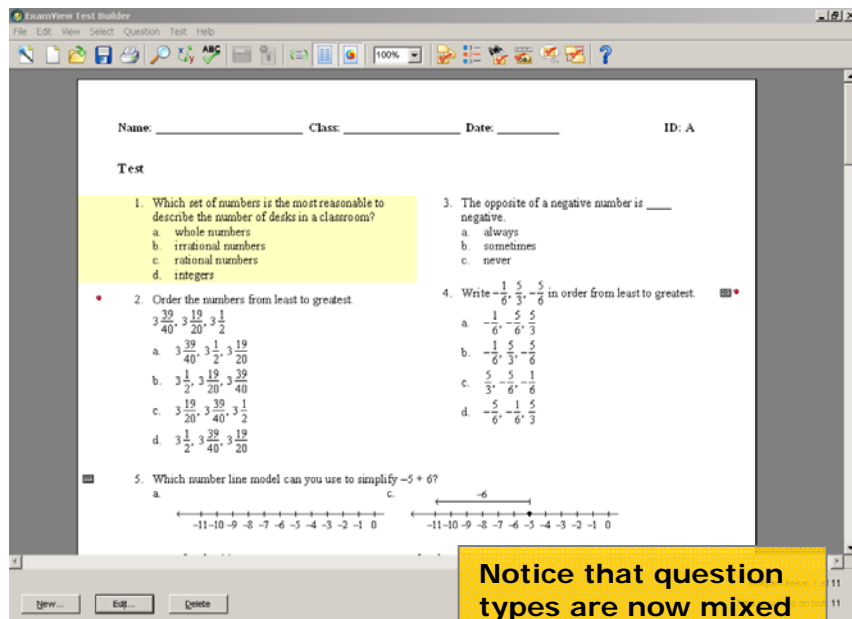 ExamView Test Builder
File Edit View Select Question Test Help
ABC
100%
Name: ____________ Class: ____________ Date: ________ ID: A
Test
1. Which set of numbers is the most reasonable to
describe the number of desks in a classroom?
a. whole numbers
b. irrational numbers
c. rational numbers
d. integers
2. Order the numbers from least to greatest.
3 39/40, 3 19/20, 3 1/2
a. 3 39/40, 3 1/2, 3 19/20
b. 3 1/2, 3 19/20, 3 39/40
c. 3 19/20, 3 39/40, 3 1/2
d. 3 1/2, 3 39/40, 3 19/20
3. The opposite of a negative number is ____
negative.
a. always
b. sometimes
c. never
4. Write -1/6, 5/3, -5/6 in order from least to greatest.
a. -1/6, -5/6, 5/3
b. -1/6, 5/3, -5/6
c. 5/3, -5/6, -1/6
d. -5/6, -1/6, 5/3
5. Which number line model can you use to simplify –5 + 6?
a.
-11 -10 -9 -8 -7 -6 -5 -4 -3 -2 -1 0
c.
-6
-11 -10 -9 -8 -7 -6 -5 -4 -3 -2 -1 0
New... Edit... Delete
Notice that question
types are now mixed
11
11